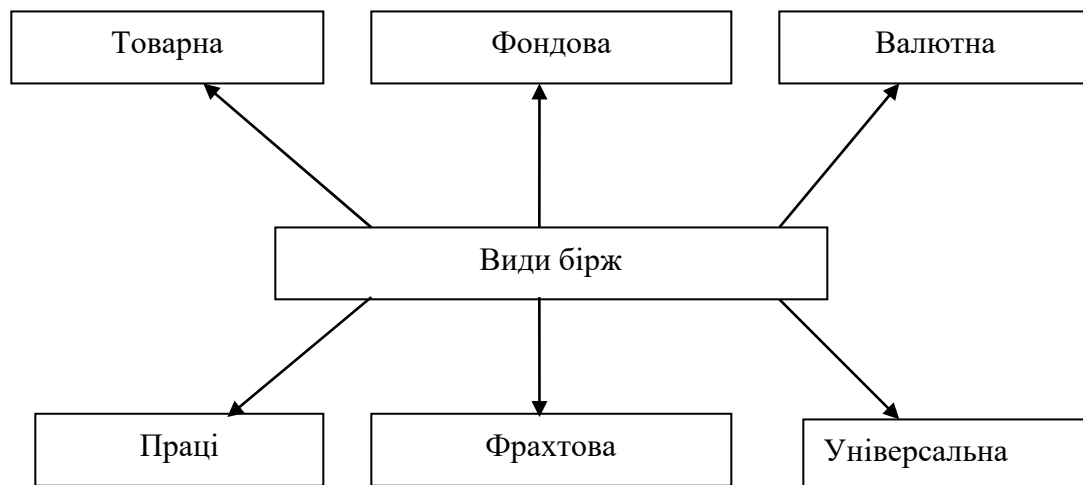 Товарна
Фондова
Валютна
Види бірж
Праці
Фрахтова
Універсальна